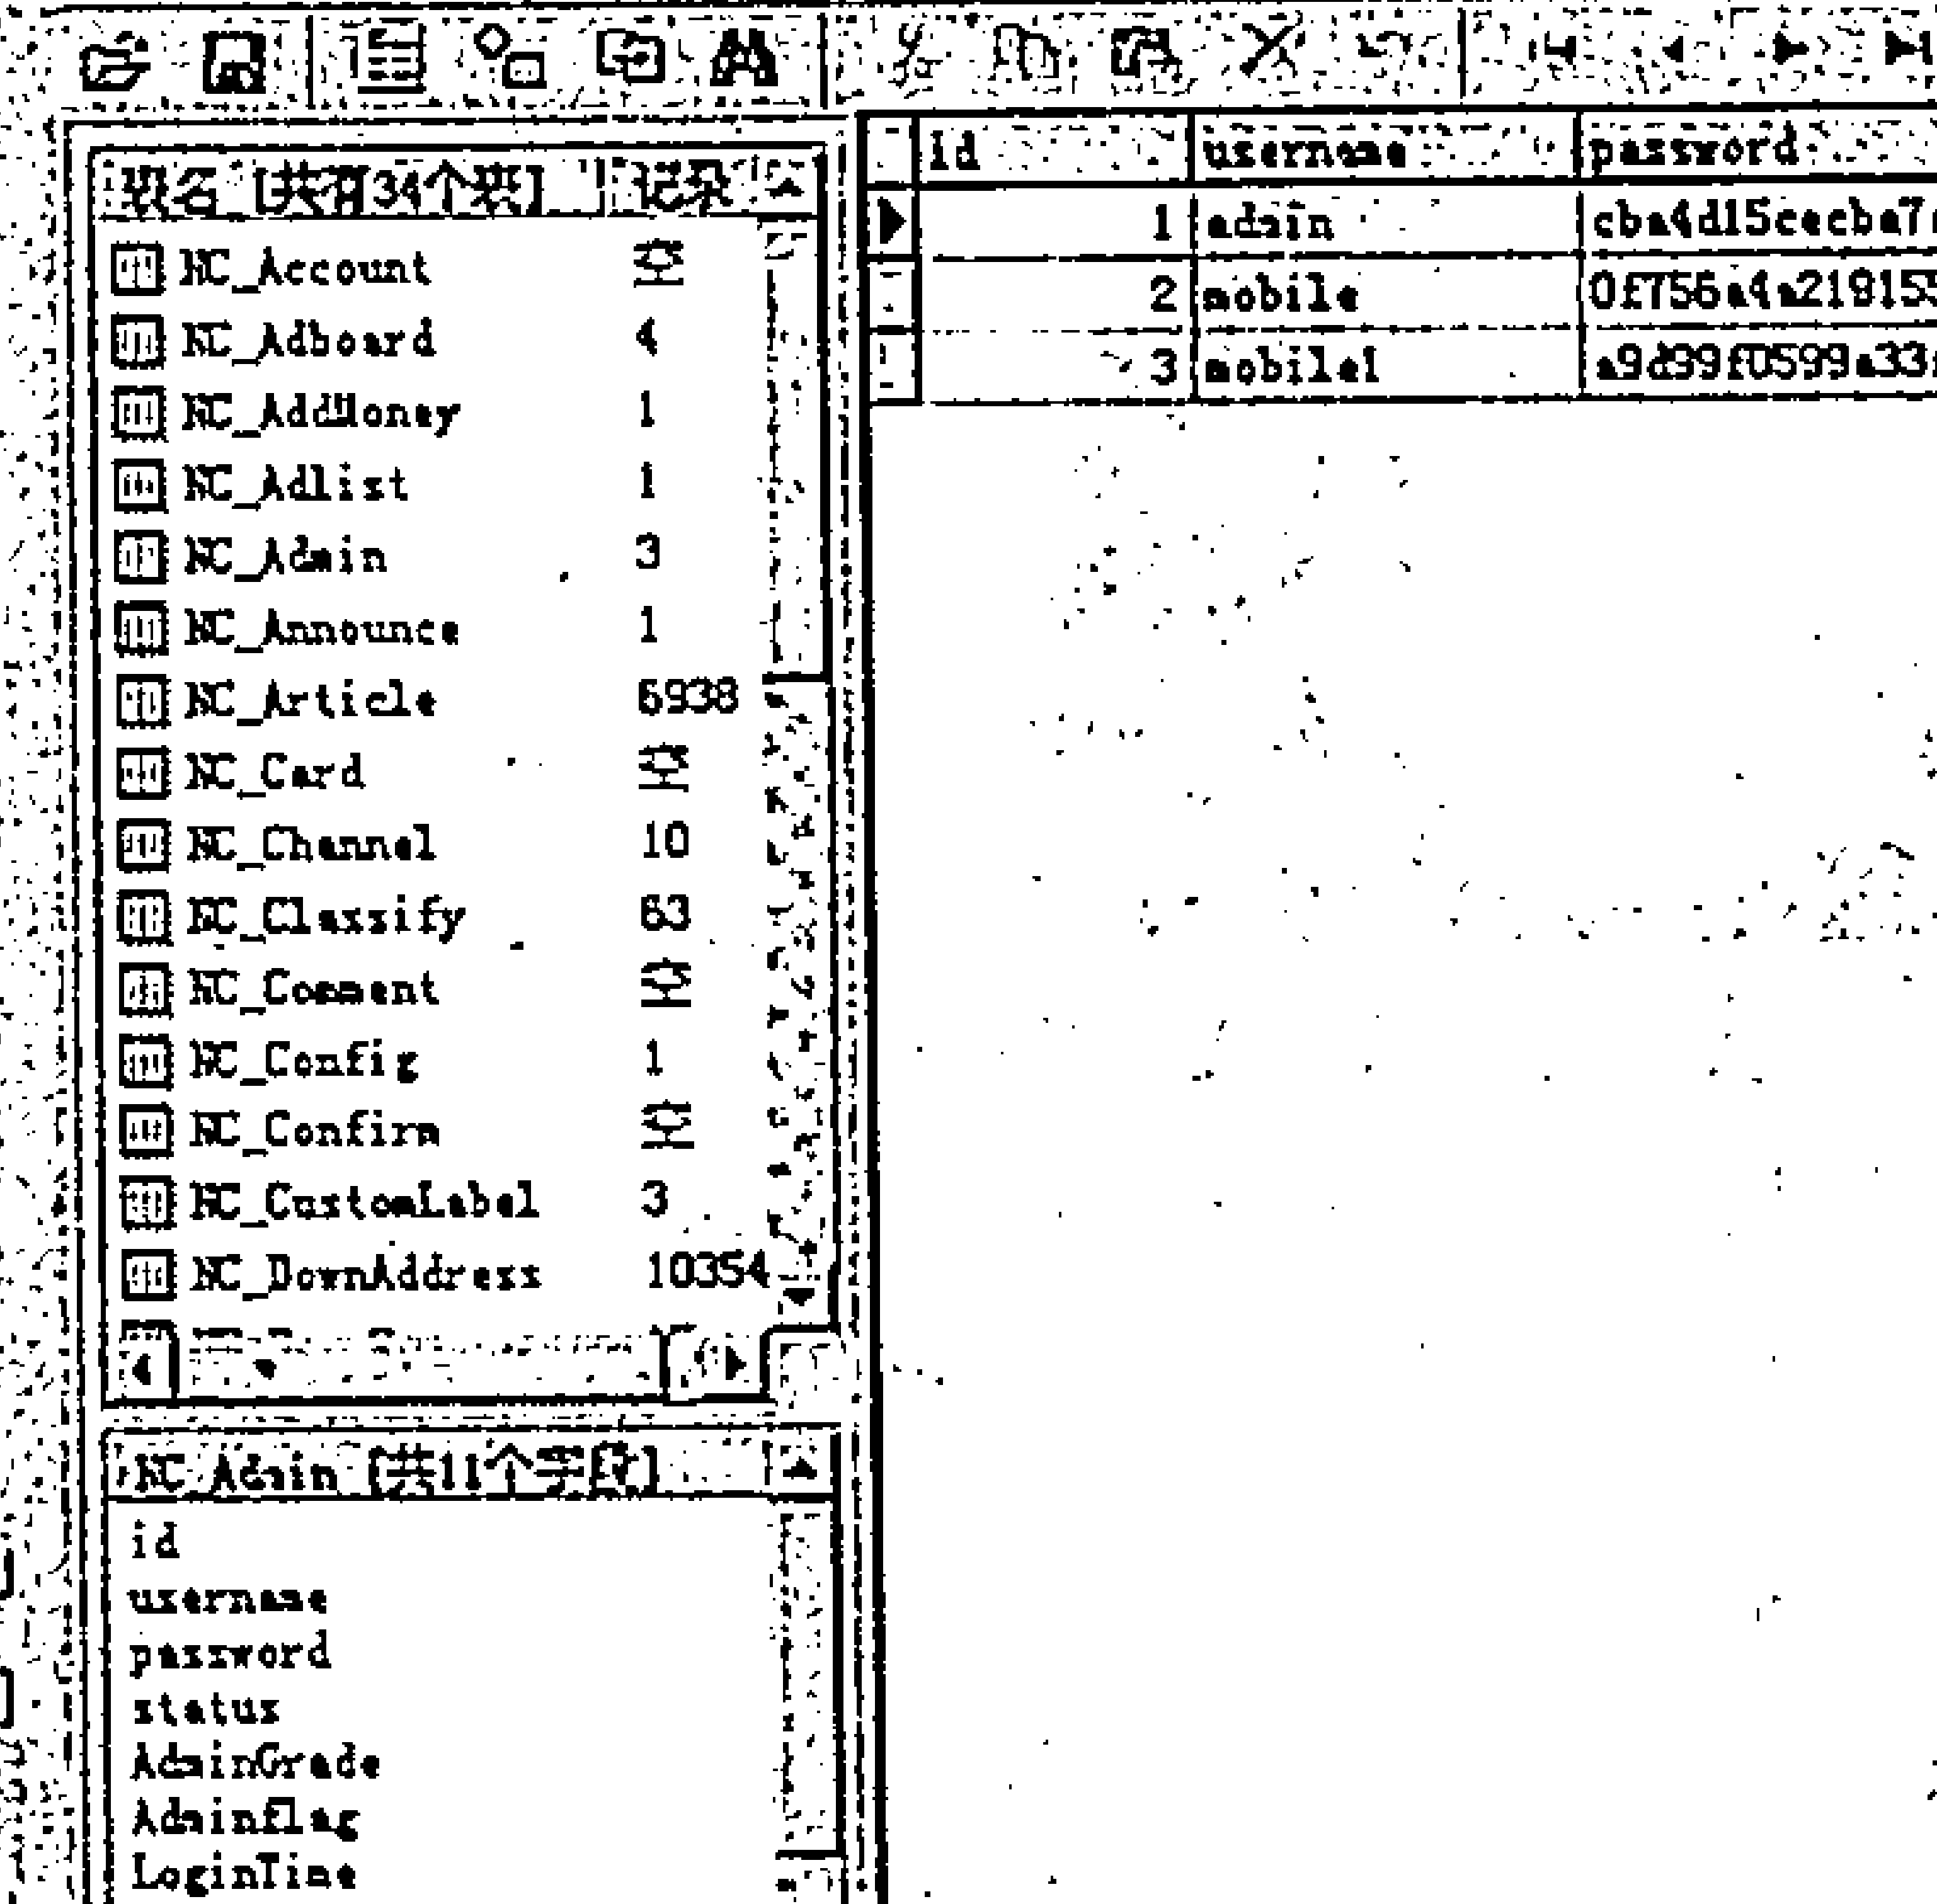 表名 [共有34个表] 记录
NC_Account 空
NC_Adboard 4
NC_AddMoney 1
NC_Adlist 1
NC_Admin 3
NC_Announce 1
NC_Article 6938
NC_Card 空
NC_Channel 10
NC_Classify 63
NC_Comment 空
NC_Config 1
NC_Confirm 空
NC_CustomLabel 3
NC_DownAddress 10354
NC_Admin [共11个字段]
id
username
password
status
AdminGrade
Adminflag
LoginTime
id username password
1 admin cba4d15cecba7
2 mobile 0f756a4a219155
3 mobile1 a9d99f0599a33